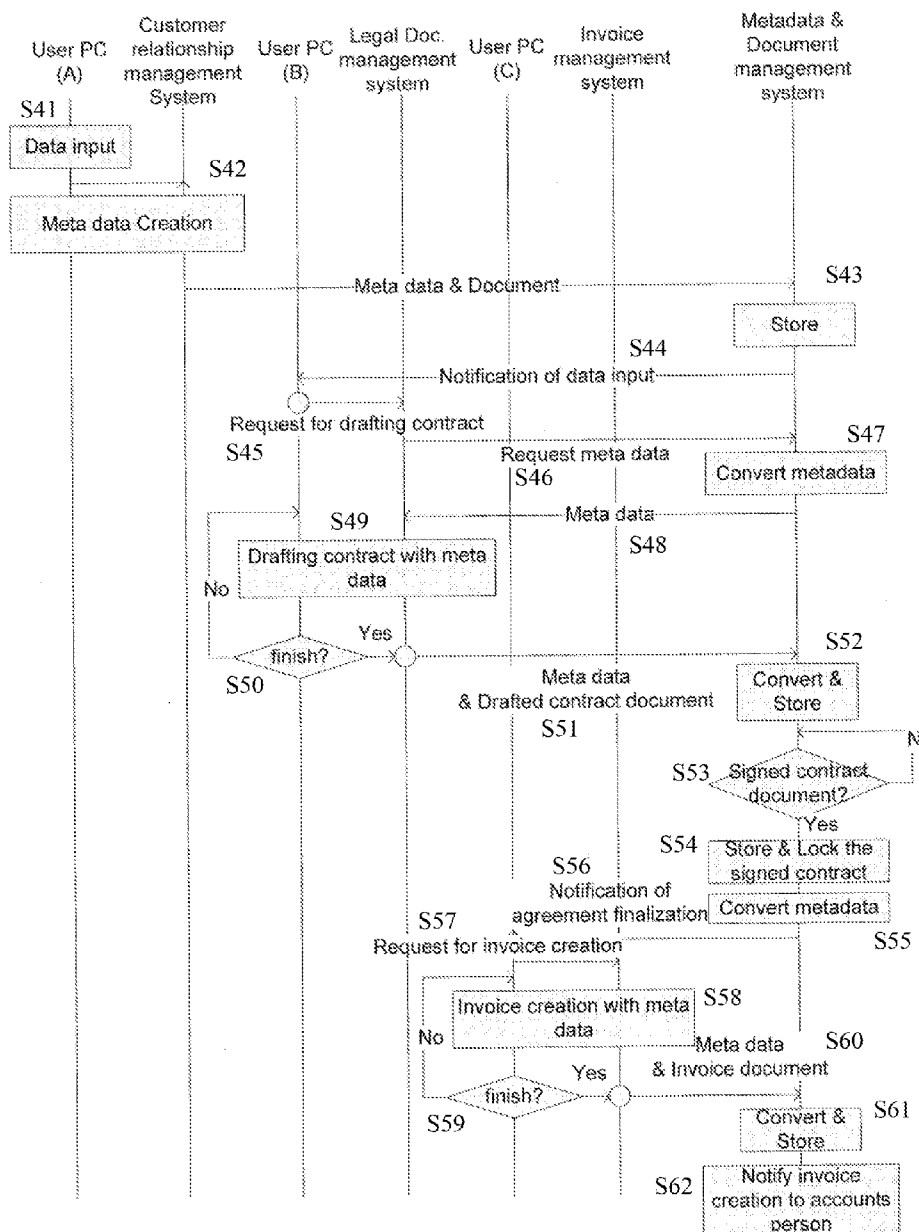 User PC
(A)
Customer
relationship
management
System
User PC
(B)
Legal Doc.
management
system
User PC
(C)
Invoice
management
system
Metadata &
Document
management
system
S41
Data input
S42
Meta data Creation
Meta data & Document
S43
Store
S44
Notification of data input
Request for drafting contract
S45
Request meta data
S46
S47
Convert metadata
Meta data
S48
S49
Drafting contract with meta
data
No
Yes
finish?
S50
S52
Meta data
& Drafted contract document
S51
Convert &
Store
N
S53
Signed contract
document?
Yes
S54
Store & Lock the
signed contract
S56
Notification of
agreement finalization
Convert metadata
S55
S57
Request for invoice creation
Invoice creation with meta
data
S58
No
Yes
finish?
S59
Meta data
& Invoice document
S60
S61
Convert &
Store
S62
Notify invoice
creation to accounts
person